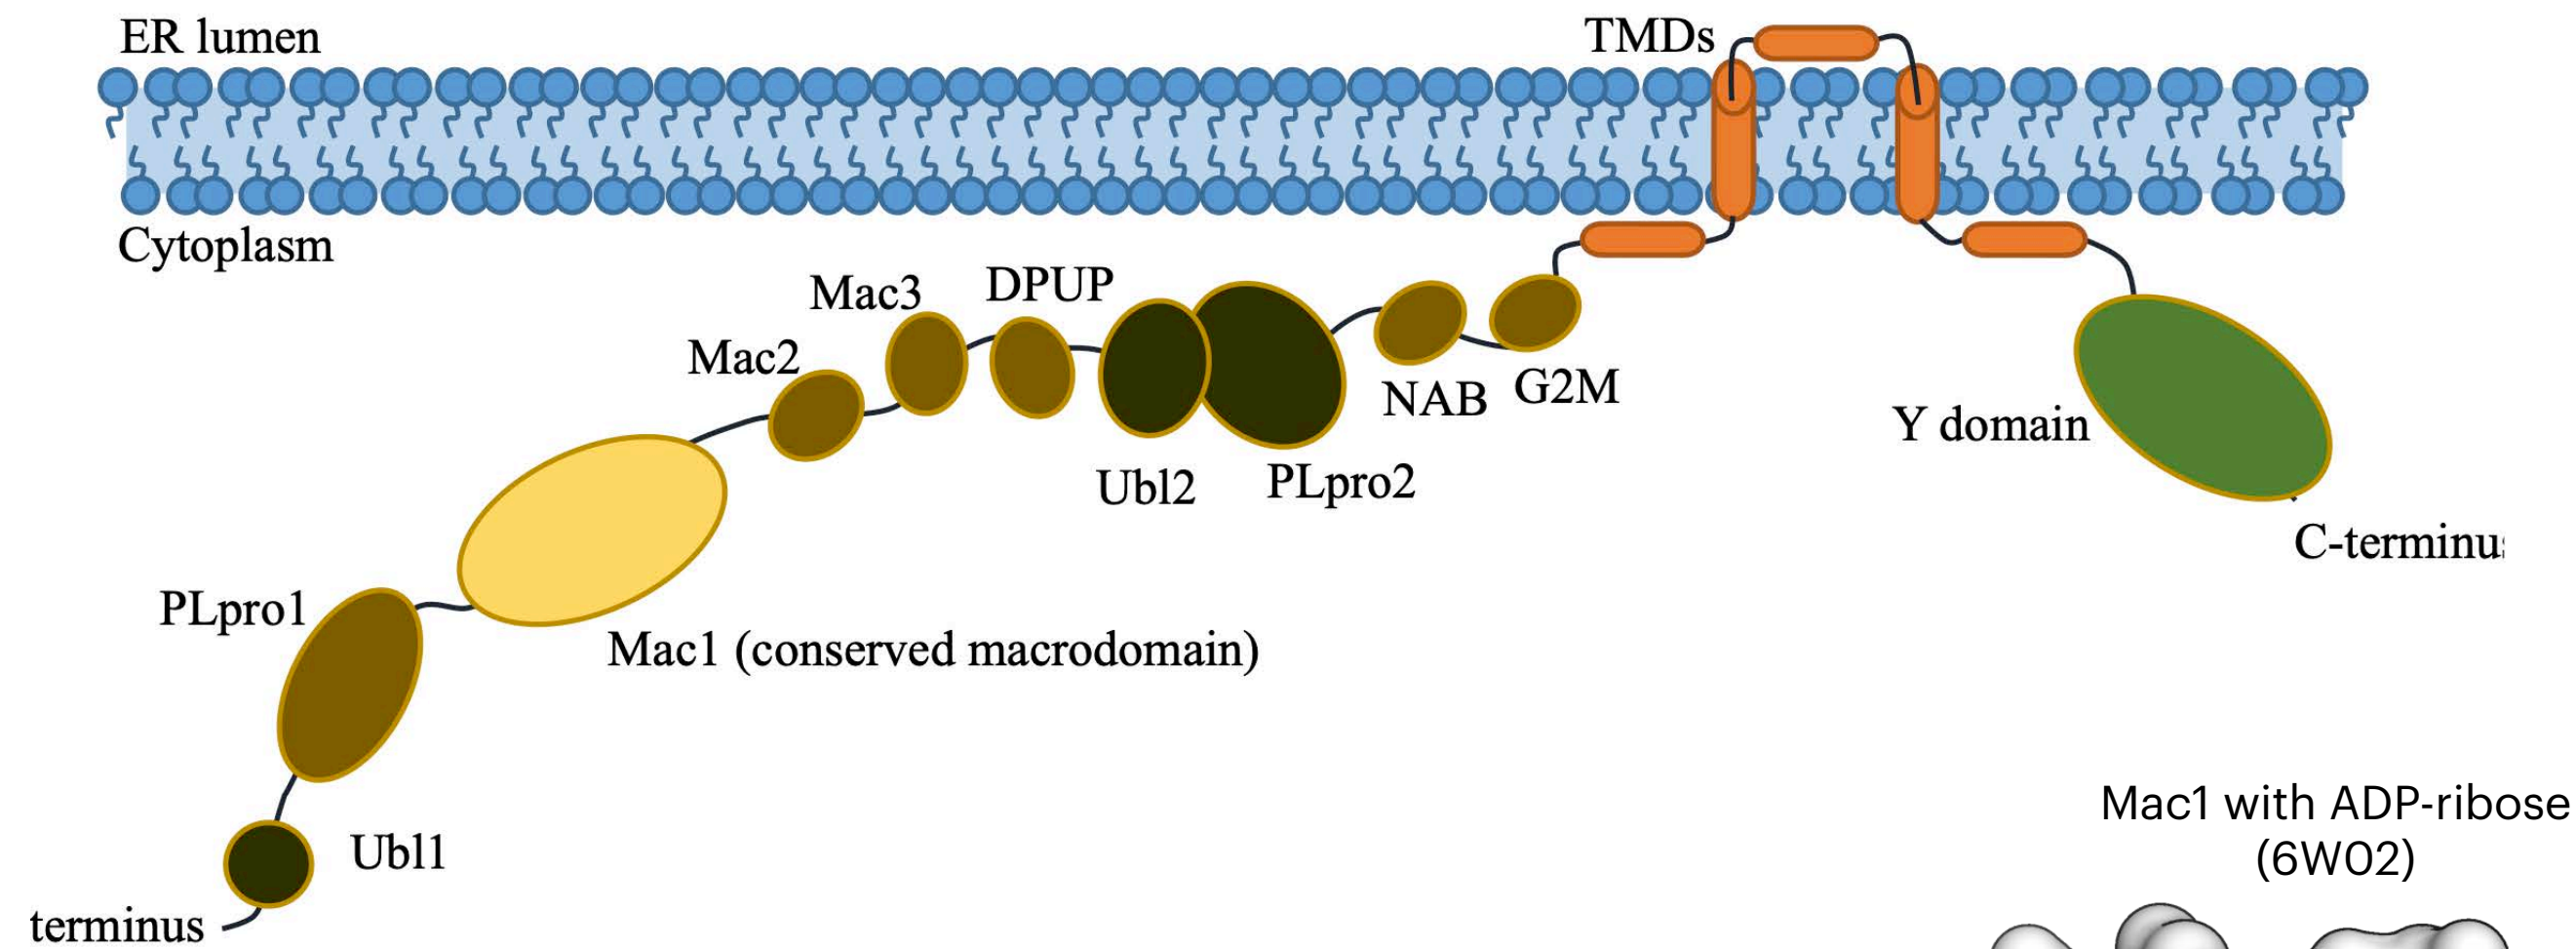 ER lumen
TMDs
Cytoplasm
Mac3
DPUP
Mac2
NAB
G2M
Y domain
Ubl2
PLpro2
C-terminu
PLpro1
Mac1 (conserved macrodomain)
Mac1 with ADP-ribose
(6W02)
Ubl1
terminus